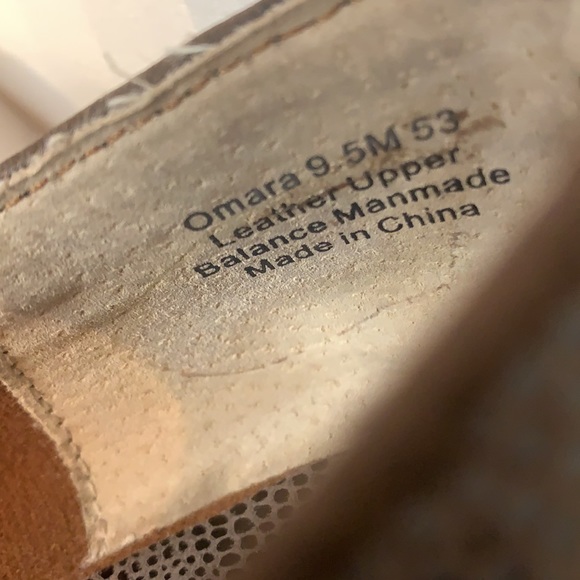 Omara 9.5M 53
Leather Upper
Balance Manmade
Made in China